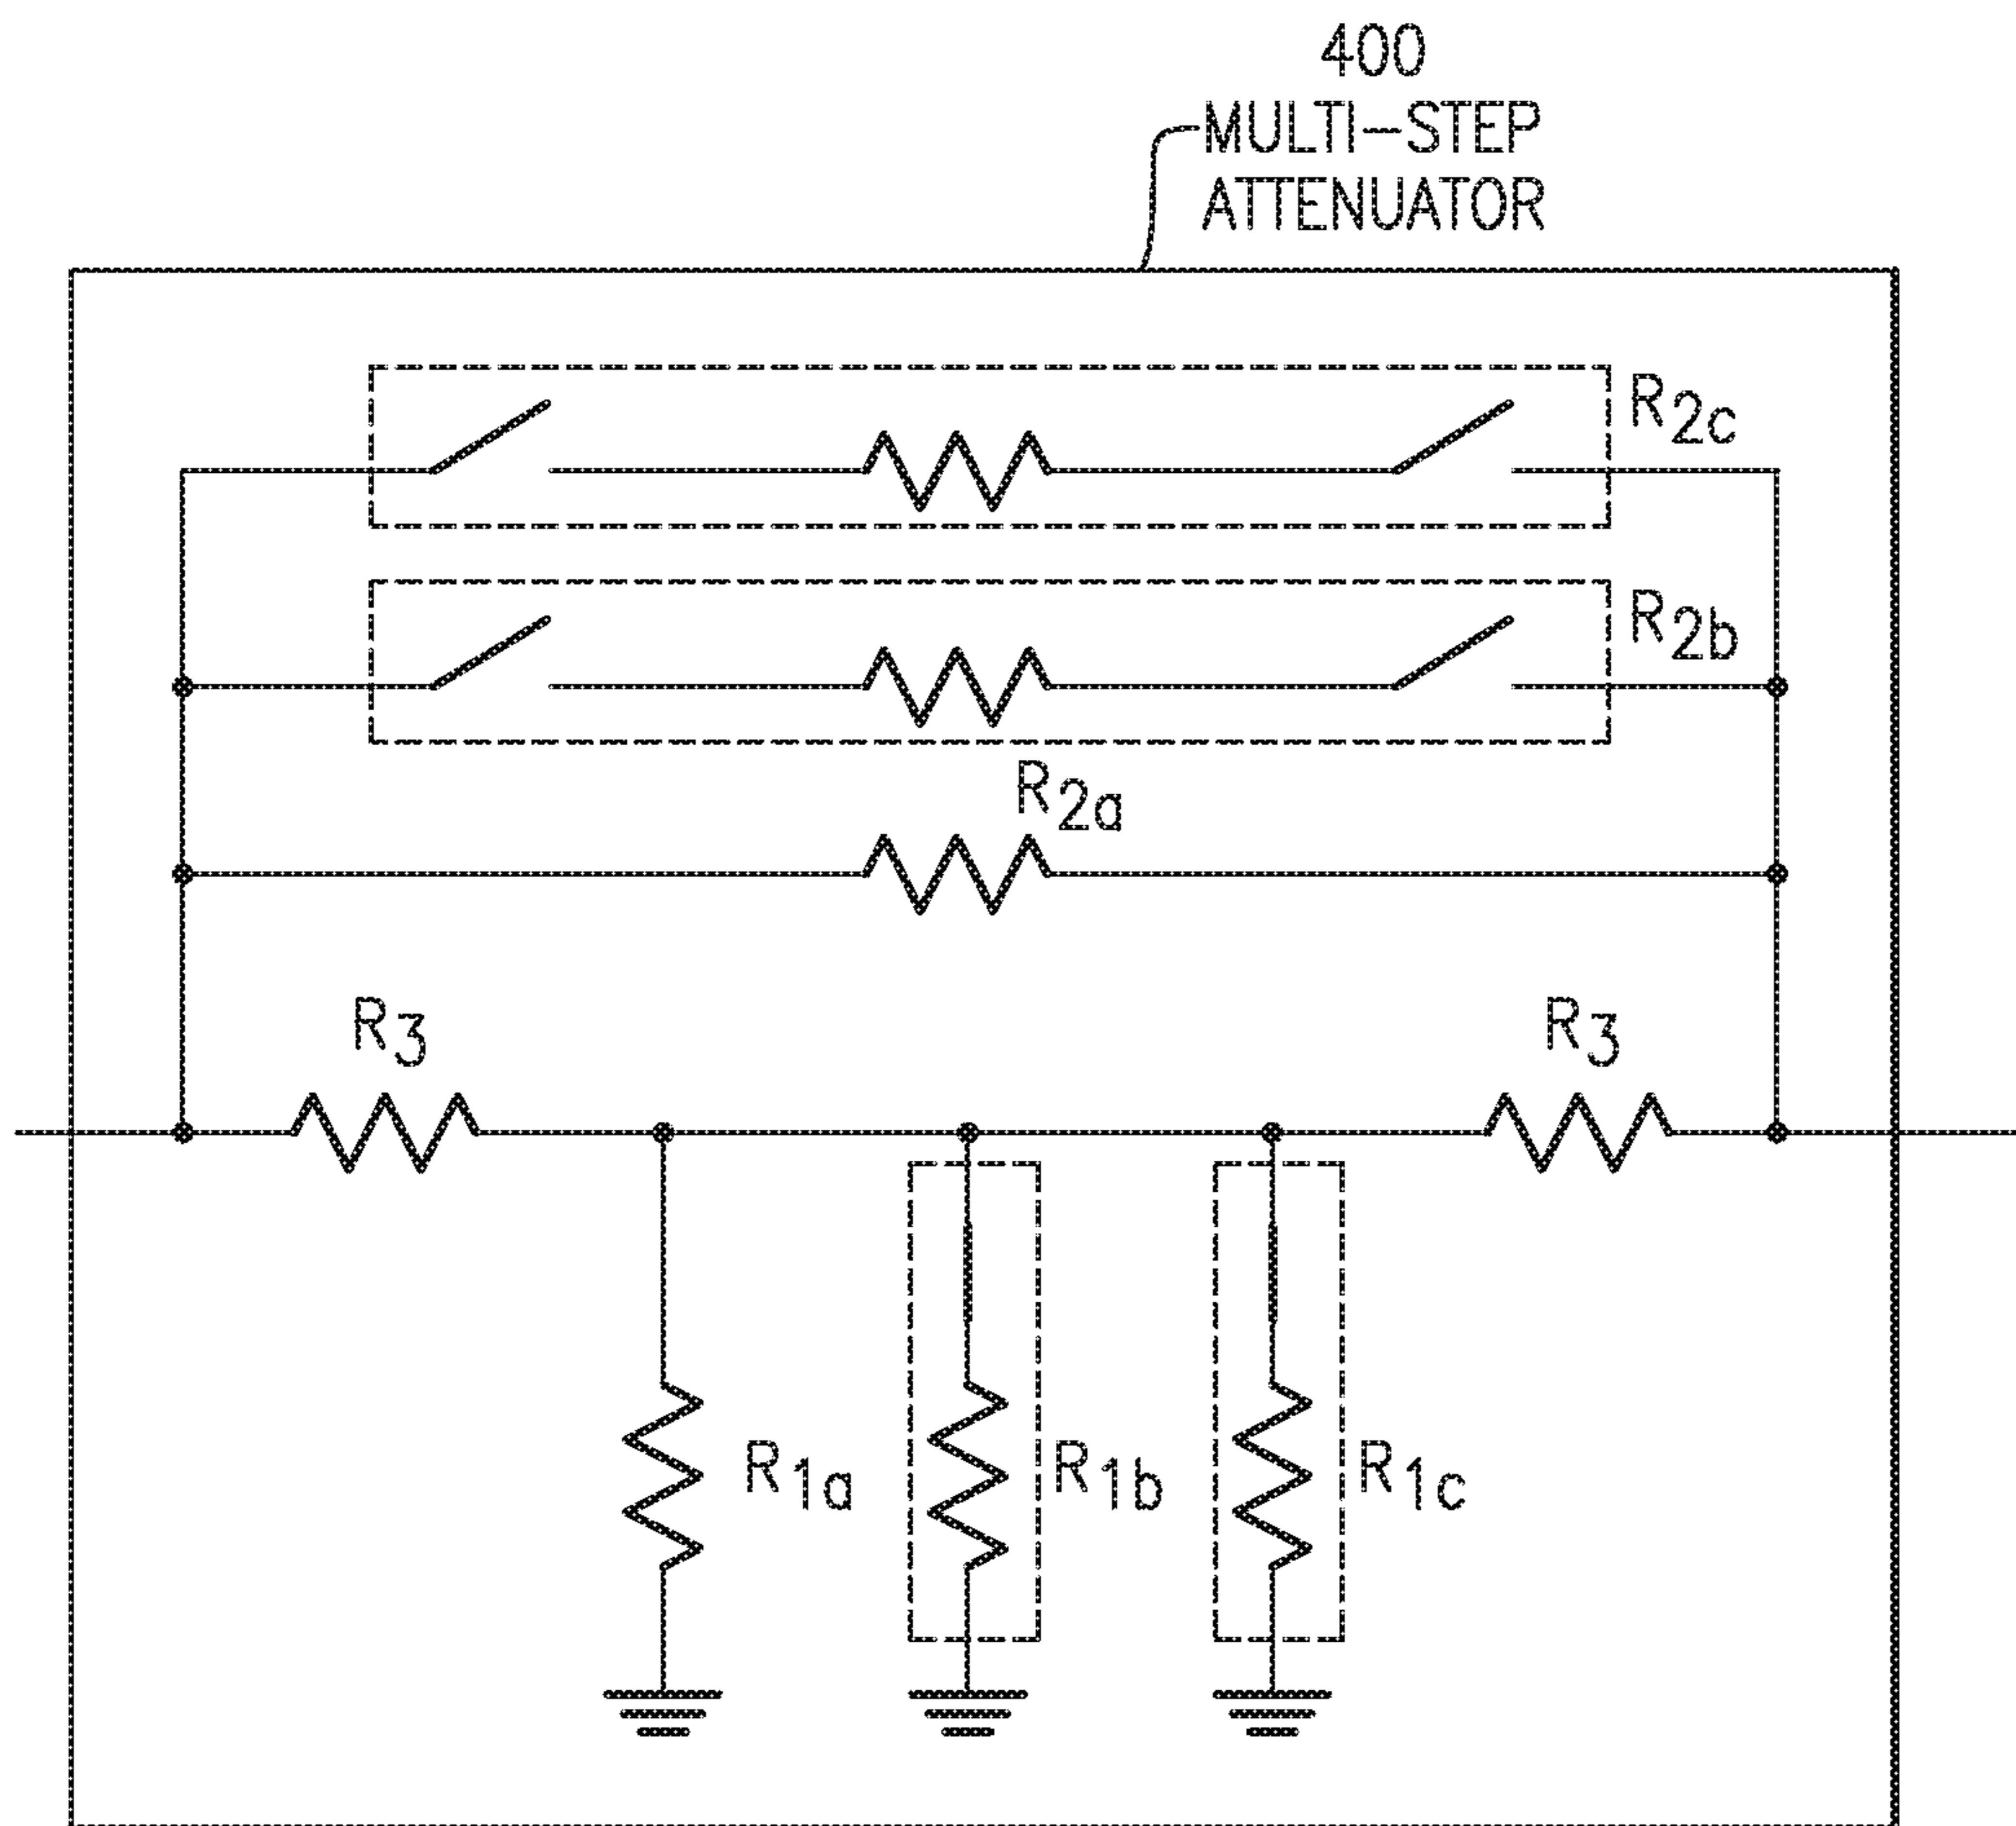 400
MULTI-STEP
ATTENUATOR
R2c
R2b
R2a
R3
R3
R1a
R1b
R1c